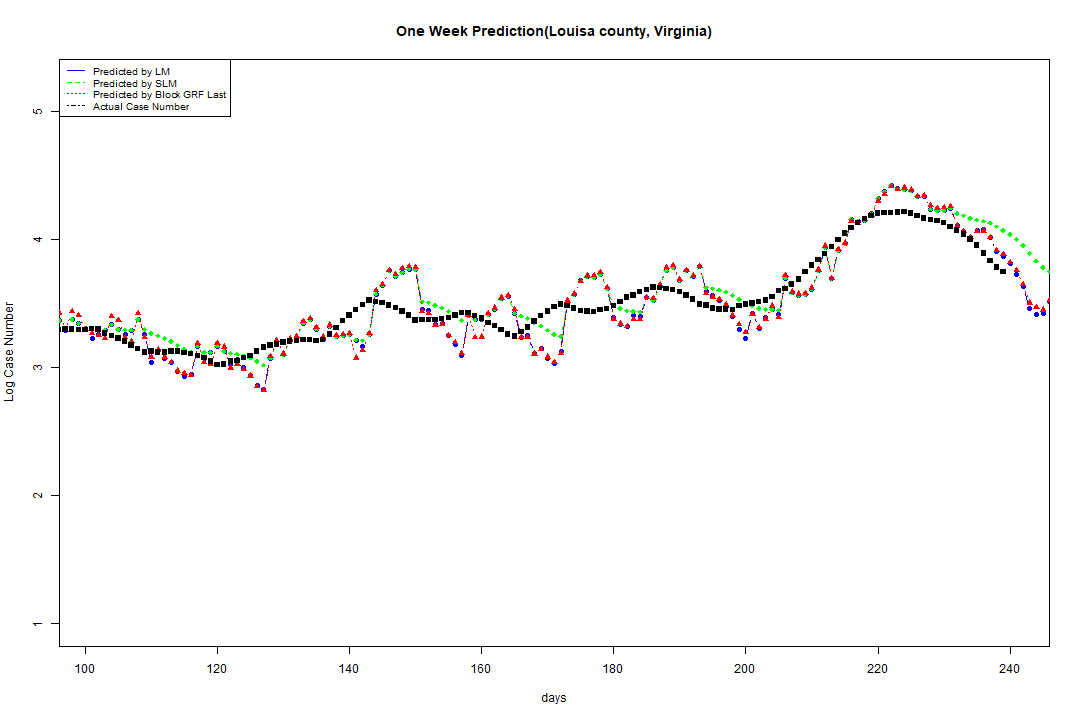 One Week Prediction(Louisa county, Virginia)
Predicted by LM
Predicted by SLM
Predicted by Block GRF Last
Actual Case Number
5
4
3
2
1
Log Case Number
100 120 140 160 180 200 220 240
days